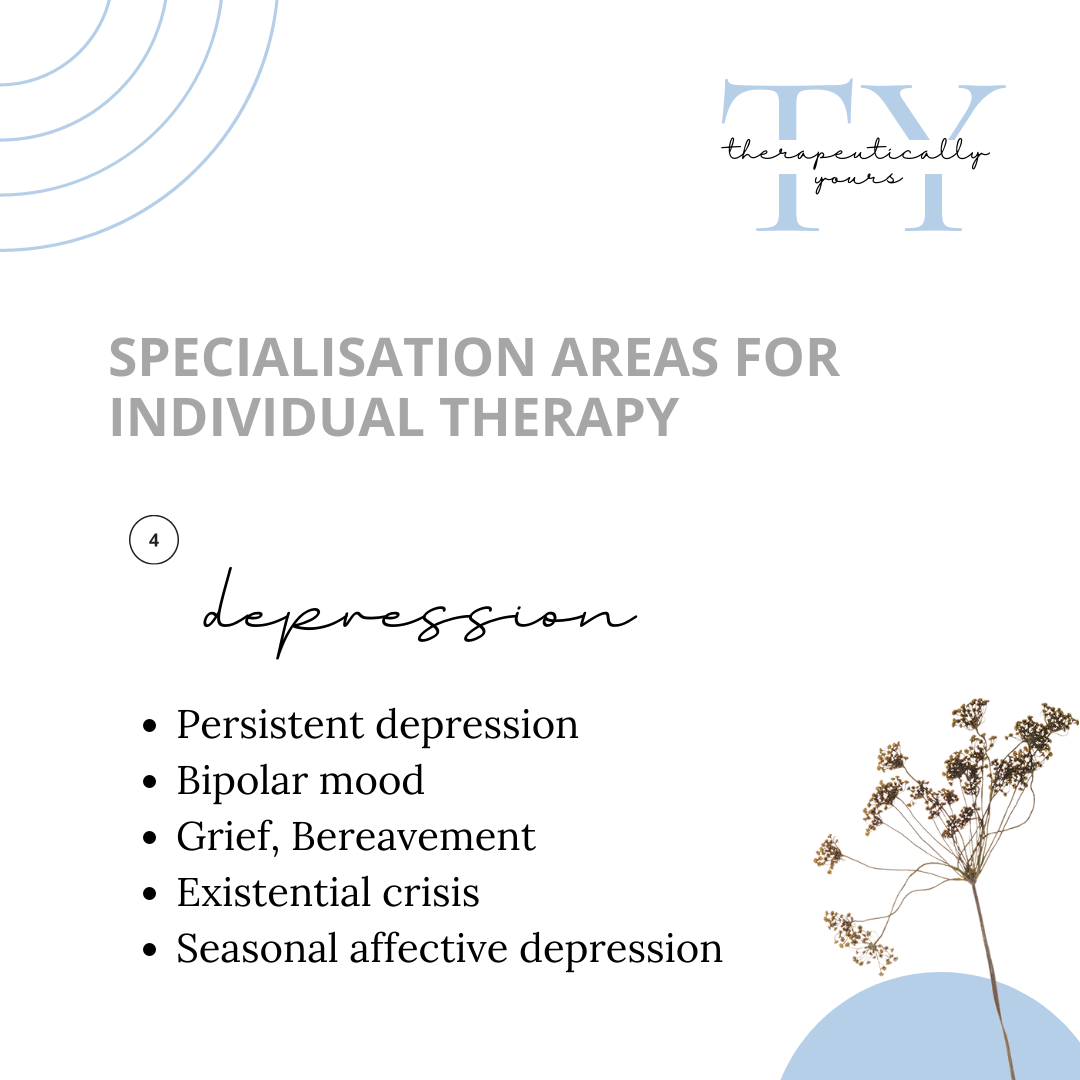 TY
therapeutically
yours
SPECIALISATION AREAS FOR
INDIVIDUAL THERAPY
4
depression
• Persistent depression
• Bipolar mood
• Grief, Bereavement
• Existential crisis
• Seasonal affective depression